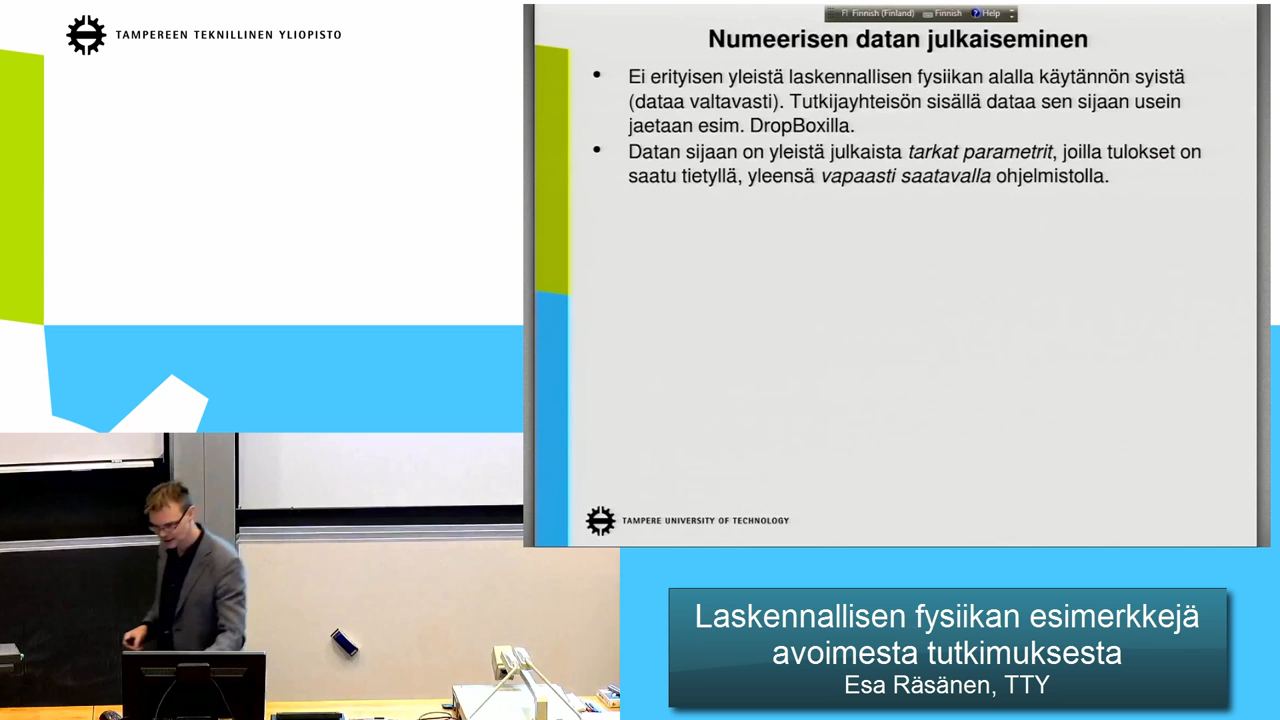 TAMPEREEN TEKNILLINEN YLIOPISTO
FI Finnish (Finland) Finnish Help
Numeerisen datan julkaiseminen
• Ei erityisen yleistä laskennallisen fysiikan alalla käytännön syistä
(dataa valtavasti). Tutkijayhteisön sisällä dataa sen sijaan usein
jaetaan esim. DropBoxilla.
• Datan sijaan on yleistä julkaista tarkat parametrit, joilla tulokset on
saatu tietyllä, yleensä vapaasti saatavalla ohjelmistolla.
TAMPERE UNIVERSITY OF TECHNOLOGY
Laskennallisen fysiikan esimerkkejä
avoimesta tutkimuksesta
Esa Räsänen, TTY